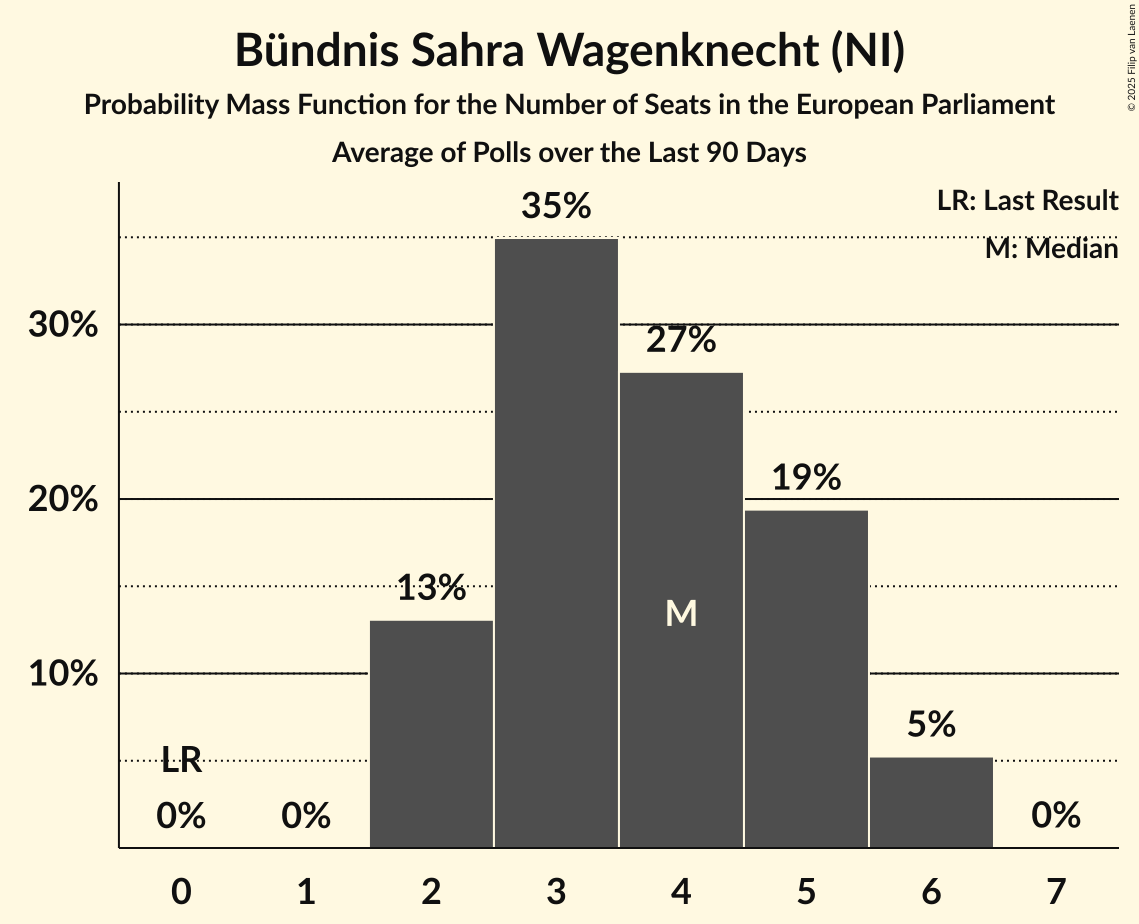 Bündnis Sahra Wagenknecht (NI)
Probability Mass Function for the Number of Seats in the European Parliament
Average of Polls over the Last 90 Days
© 2025 Filip van Laenen
LR: Last Result
M: Median
35%
30%
27%
20%
19%
13%
M
10%
5%
LR
0%
0%
0%
0
1
2
3
4
5
6
7